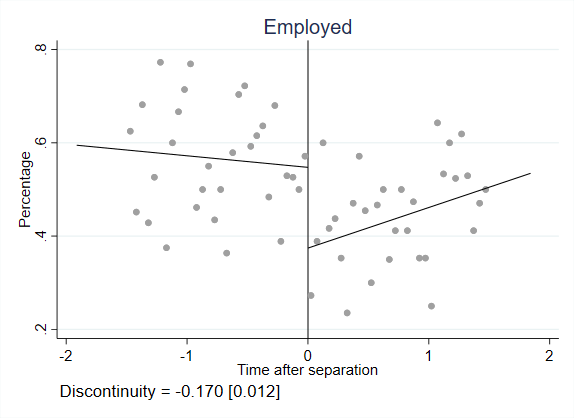 Employed
Percentage
.8
.6
.4
.2
-2 -1 0 1 2
Time after separation
Discontinuity = -0.170 [0.012]